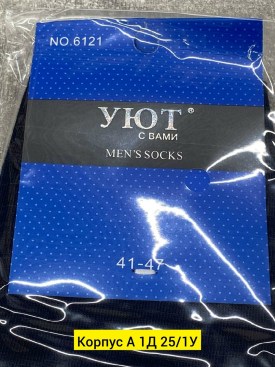 NO.6121
УЮТ®
С ВАМИ
MEN'S SOCKS
41-47
Корпус А 1Д 25/1У